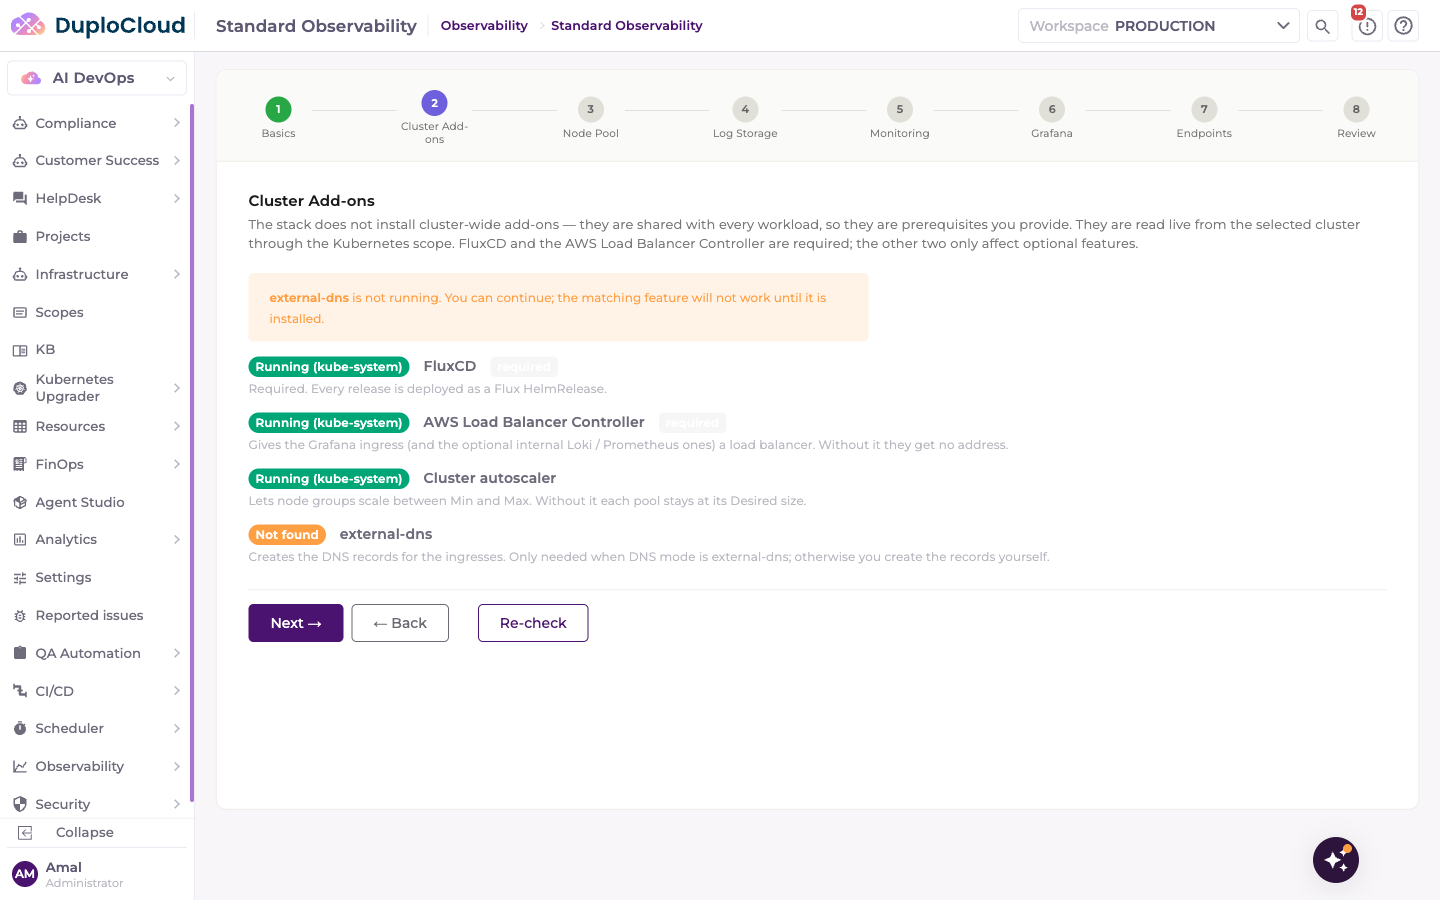 DuploCloud
Standard Observability
Observability
Standard Observability
Workspace PRODUCTION
12
AI DevOps
Compliance
Customer Success
HelpDesk
Projects
Infrastructure
Scopes
KB
Kubernetes
Upgrader
Resources
FinOps
Agent Studio
Analytics
Settings
Reported issues
QA Automation
CI/CD
Scheduler
Observability
Security
Collapse
AM
Amal
Administrator
1
Basics
2
Cluster Add-
ons
3
Node Pool
4
Log Storage
5
Monitoring
6
Grafana
7
Endpoints
8
Review
Cluster Add-ons
The stack does not install cluster-wide add-ons — they are shared with every workload, so they are prerequisites you provide. They are read live from the selected cluster
through the Kubernetes scope. FluxCD and the AWS Load Balancer Controller are required; the other two only affect optional features.
external-dns is not running. You can continue; the matching feature will not work until it is
installed.
Running (kube-system) FluxCD required
Required. Every release is deployed as a Flux HelmRelease.
Running (kube-system) AWS Load Balancer Controller required
Gives the Grafana ingress (and the optional internal Loki / Prometheus ones) a load balancer. Without it they get no address.
Running (kube-system) Cluster autoscaler
Lets node groups scale between Min and Max. Without it each pool stays at its Desired size.
Not found external-dns
Creates the DNS records for the ingresses. Only needed when DNS mode is external-dns; otherwise you create the records yourself.
Next →
← Back
Re-check